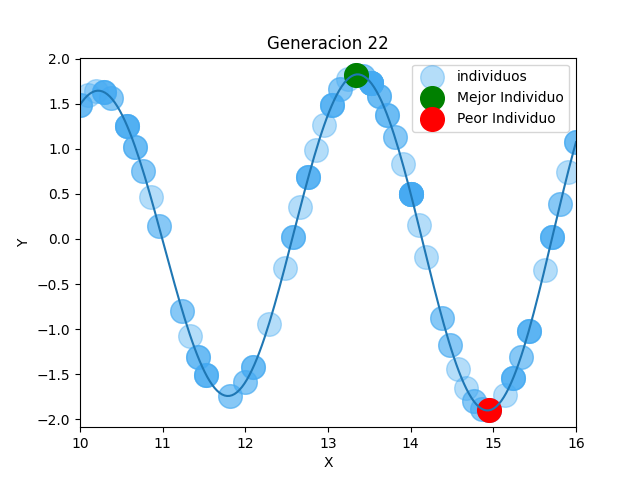 Generacion 22
2.0
1.5
1.0
0.5
0.0
−0.5
−1.0
−1.5
−2.0
Y
10 11 12 13 14 15 16
X
individuos
Mejor Individuo
Peor Individuo